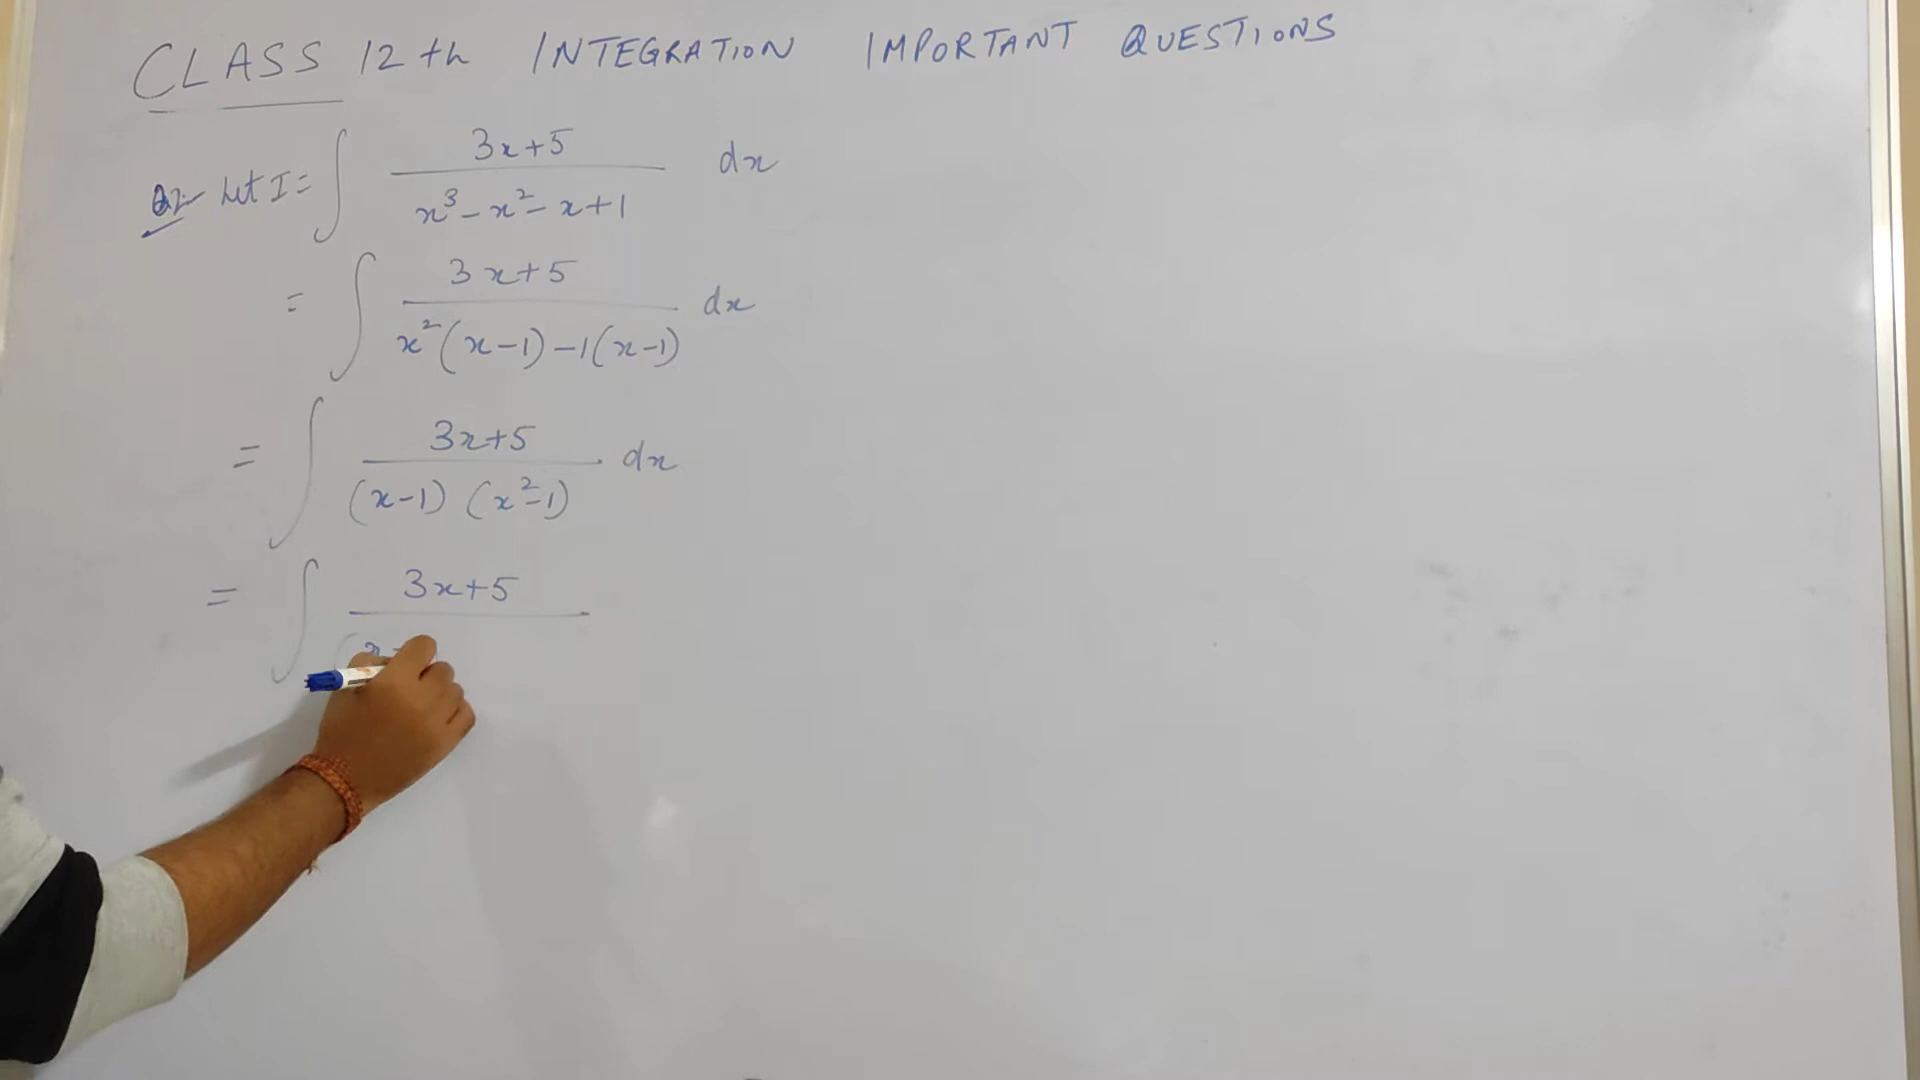 CLASS 12th INTEGRATION IMPORTANT QUESTIONS
Let I = ∫ 3x+5 / x³ - x² - x + 1 dx
= ∫ 3x+5 / x²(x-1) -1(x-1) dx
= ∫ 3x+5 / (x-1) (x²-1) dx
= ∫ 3x+5 / (x